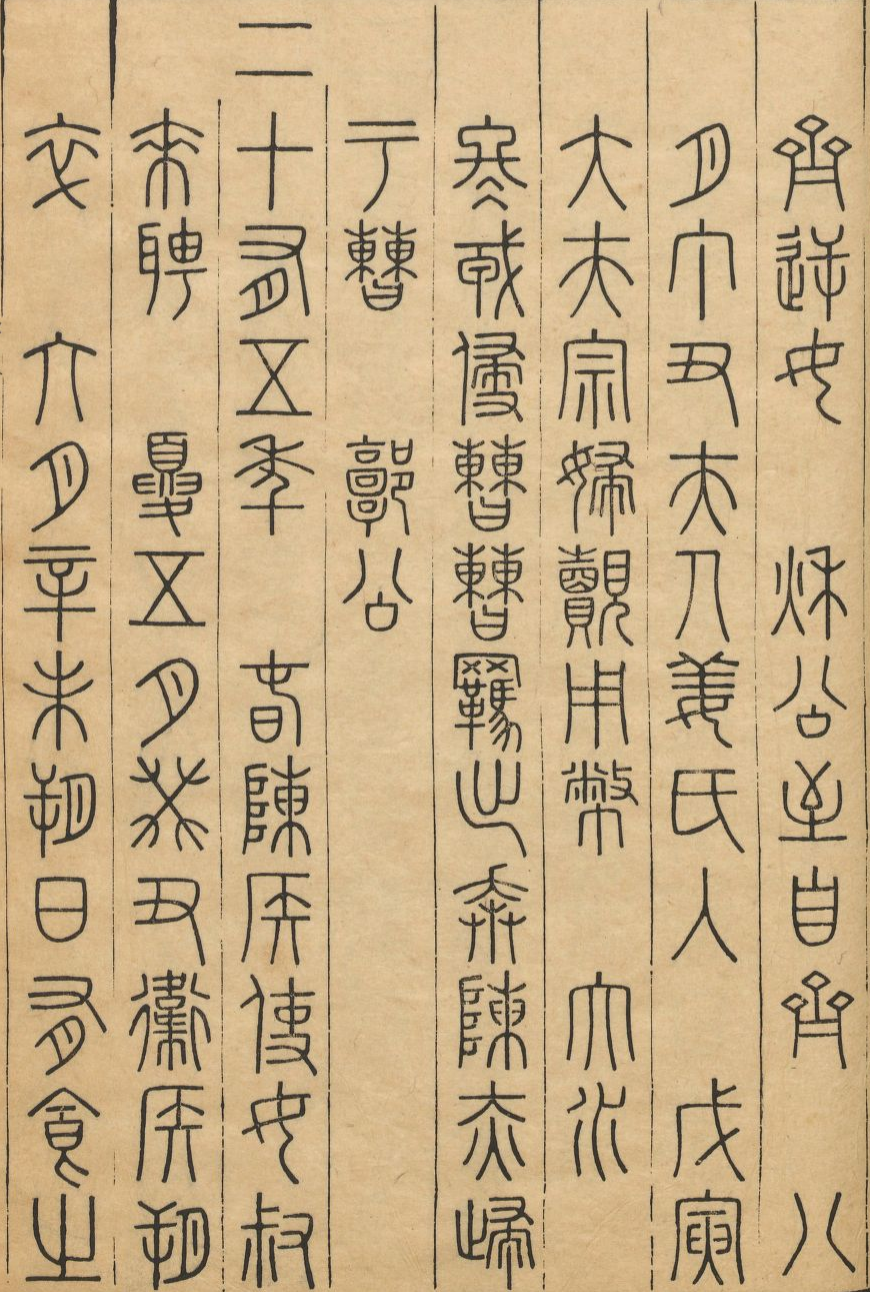 齊逆女 秋公至自齊 八
月丁丑夫人姜氏入 戊寅
大夫宗婦覿用幣 大水
冬戎侵曹曹羈出奔陳赤歸
于曹 郭公
二十有五年 春陳侯使女叔
來聘 夏五月癸丑衛侯朔
卒 六月辛未朔日有食之